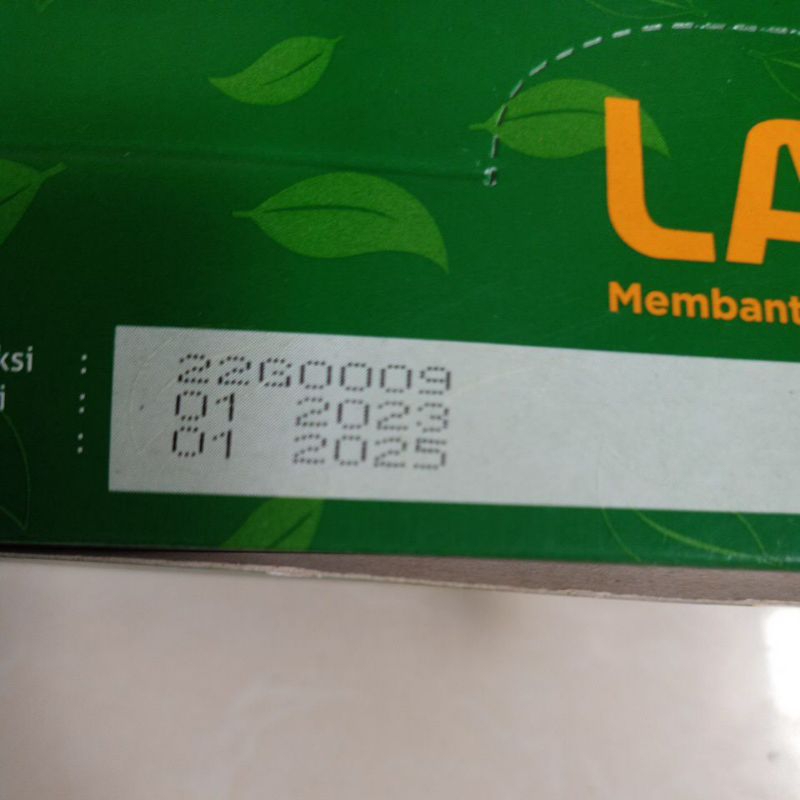 LA
Membant
ksi : 22G0009
i : 01 2023
: 01 2025